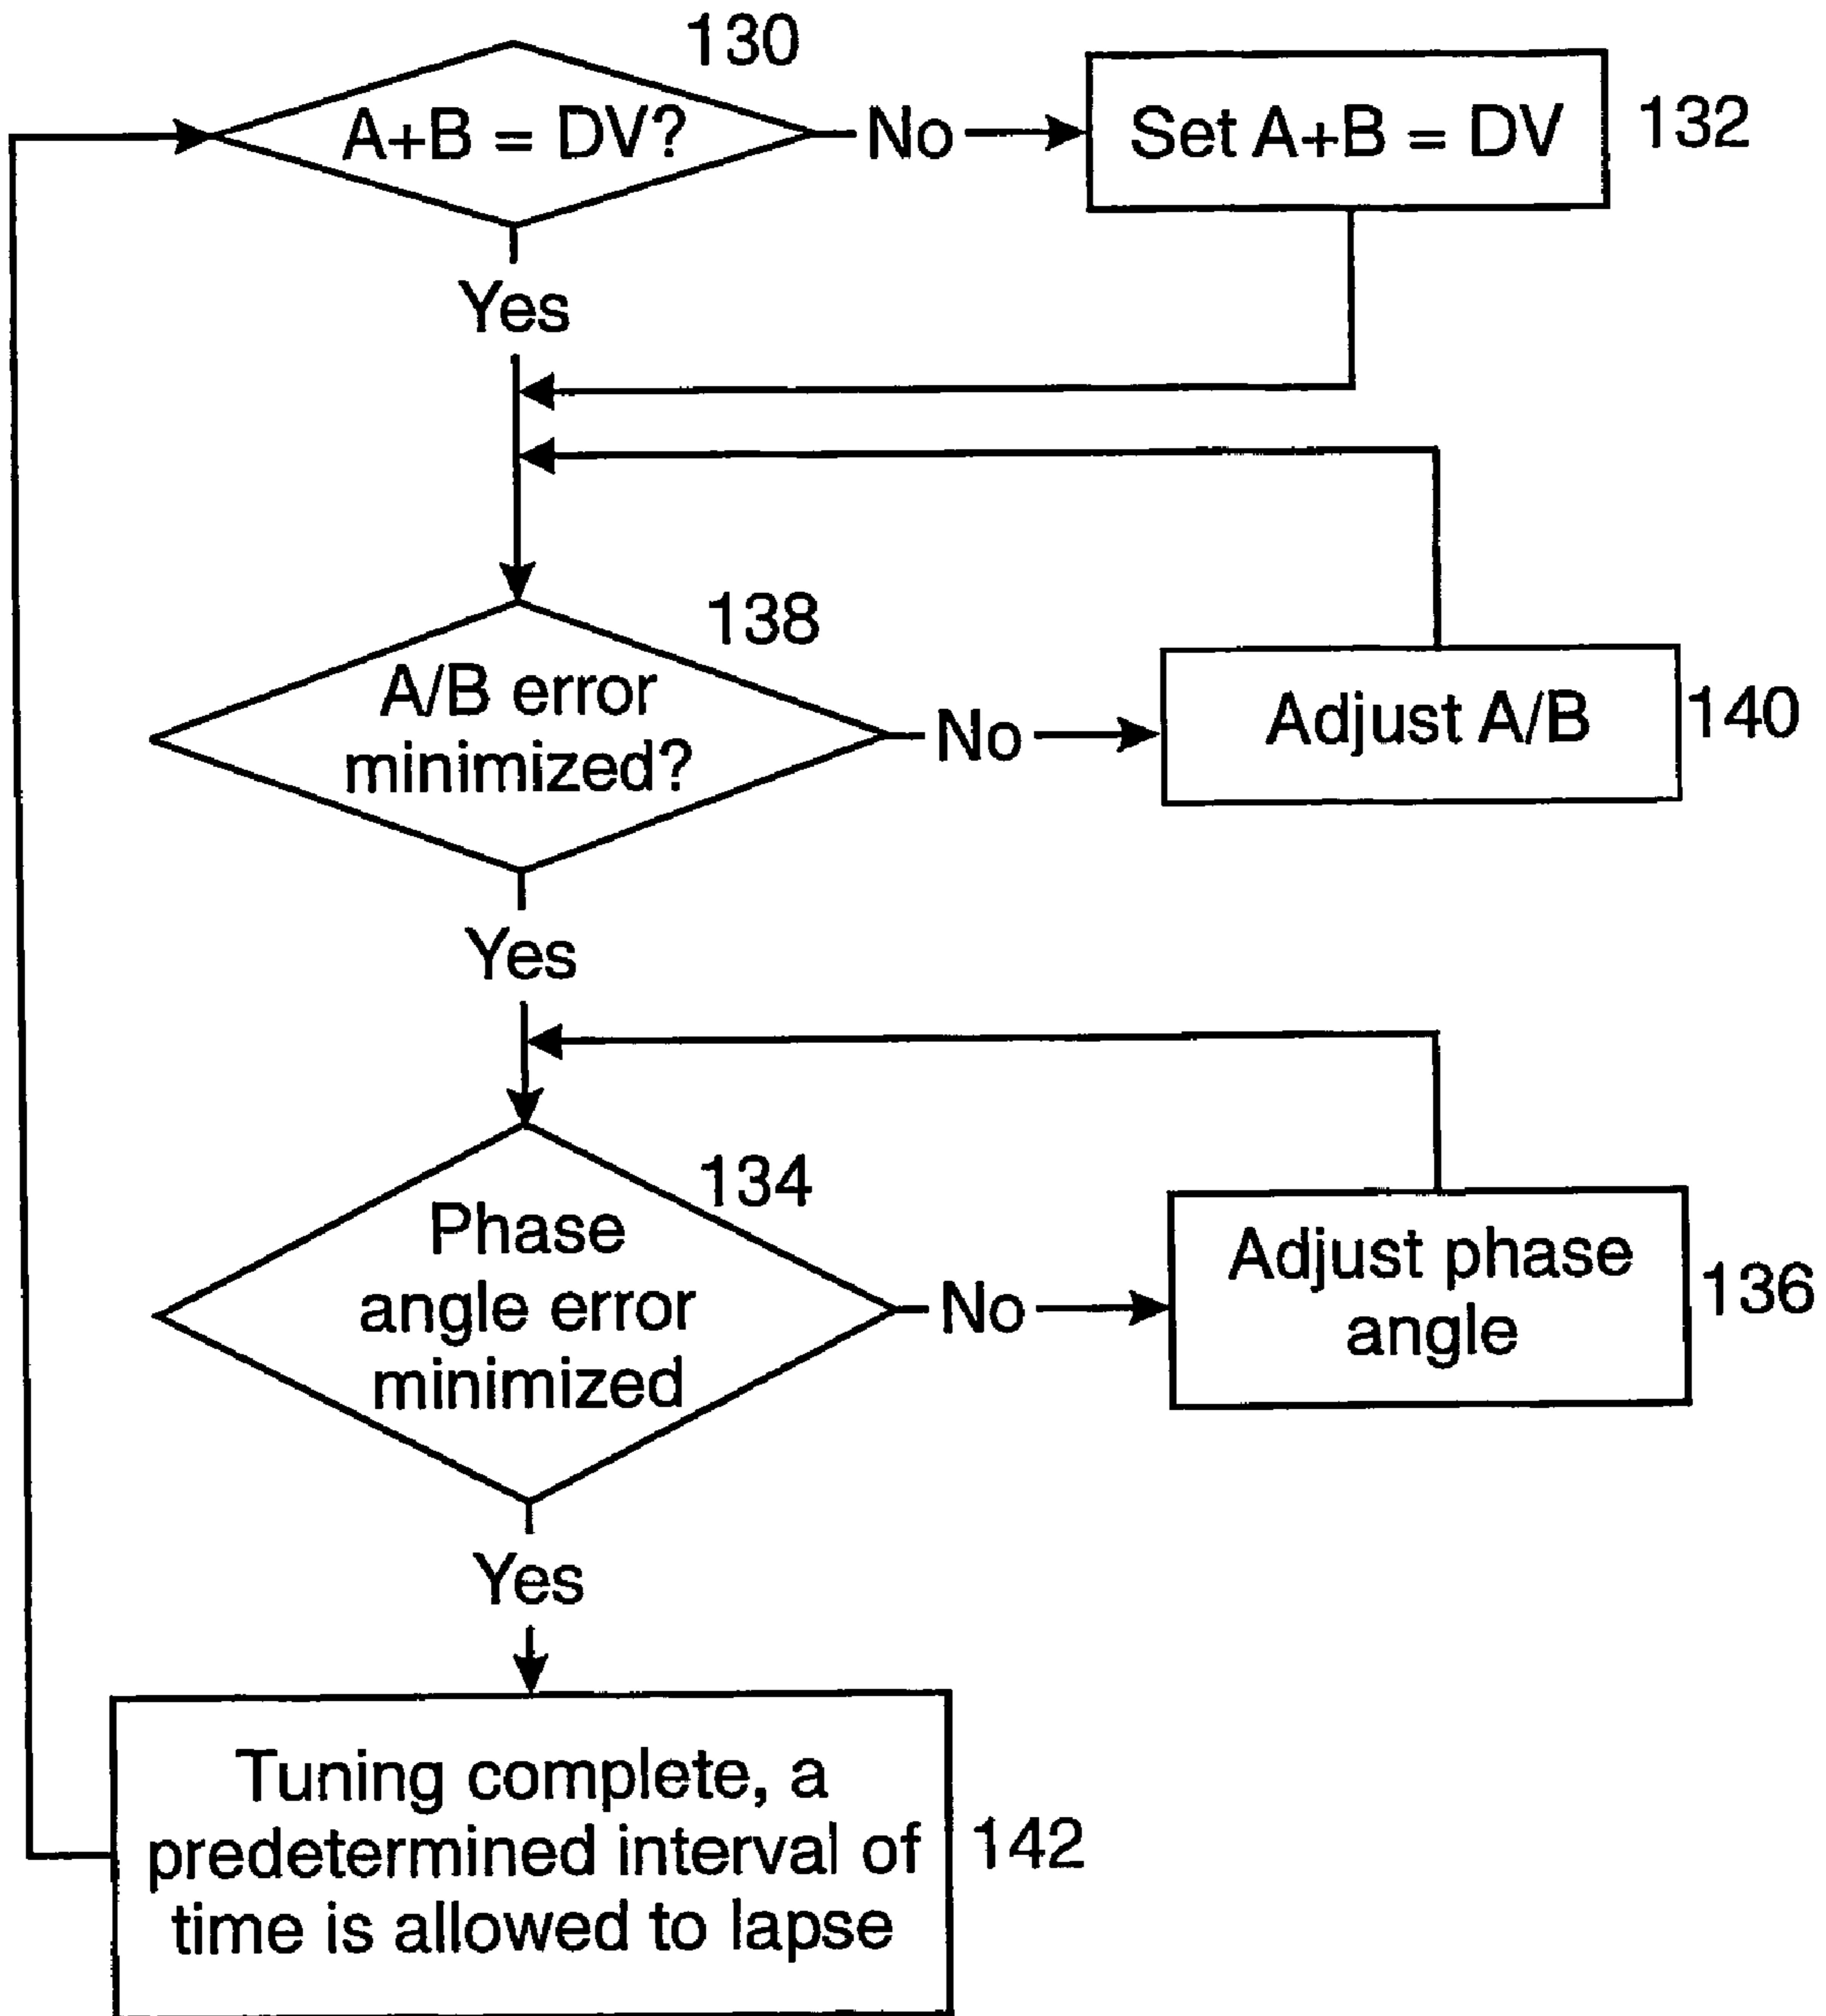 130
A+B = DV?
No
Set A+B = DV
132
Yes
138
A/B error
minimized?
No
Adjust A/B
140
Yes
134
Phase
angle error
minimized
No
Adjust phase
angle
136
Yes
Tuning complete, a
predetermined interval of
time is allowed to lapse
142